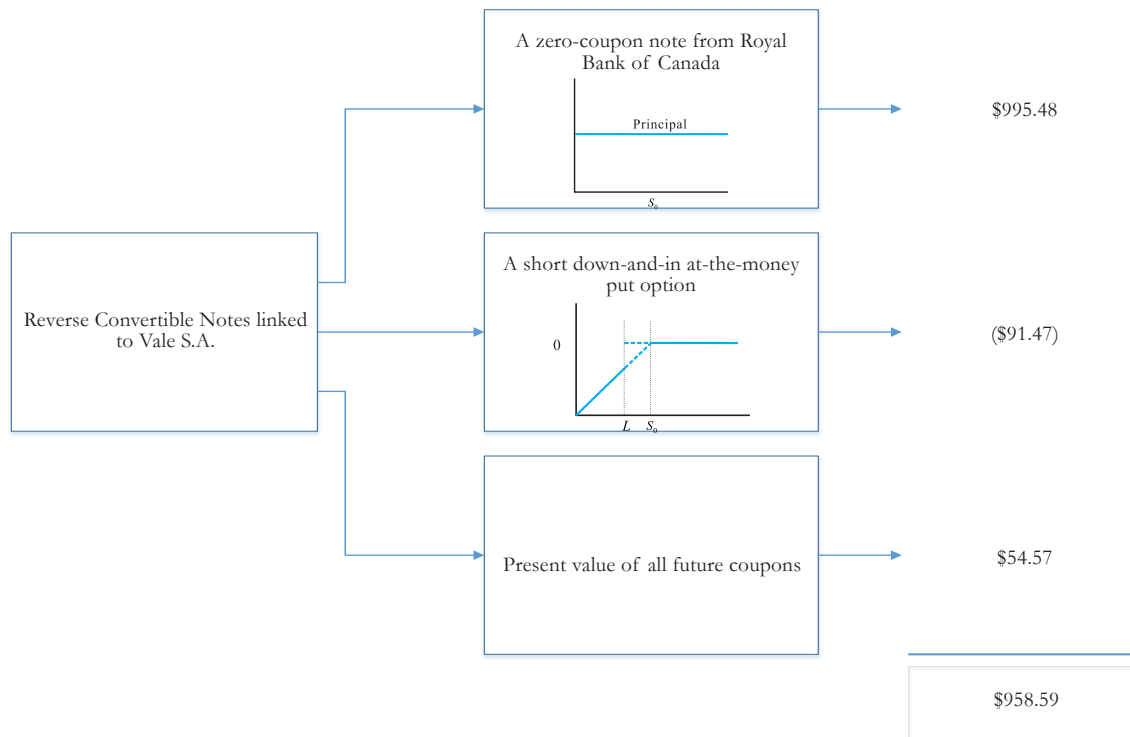 A zero-coupon note from Royal
Bank of Canada
Principal
S₀
$995.48
Reverse Convertible Notes linked
to Vale S.A.
A short down-and-in at-the-money
put option
0
L S₀
($91.47)
Present value of all future coupons
$54.57
$958.59